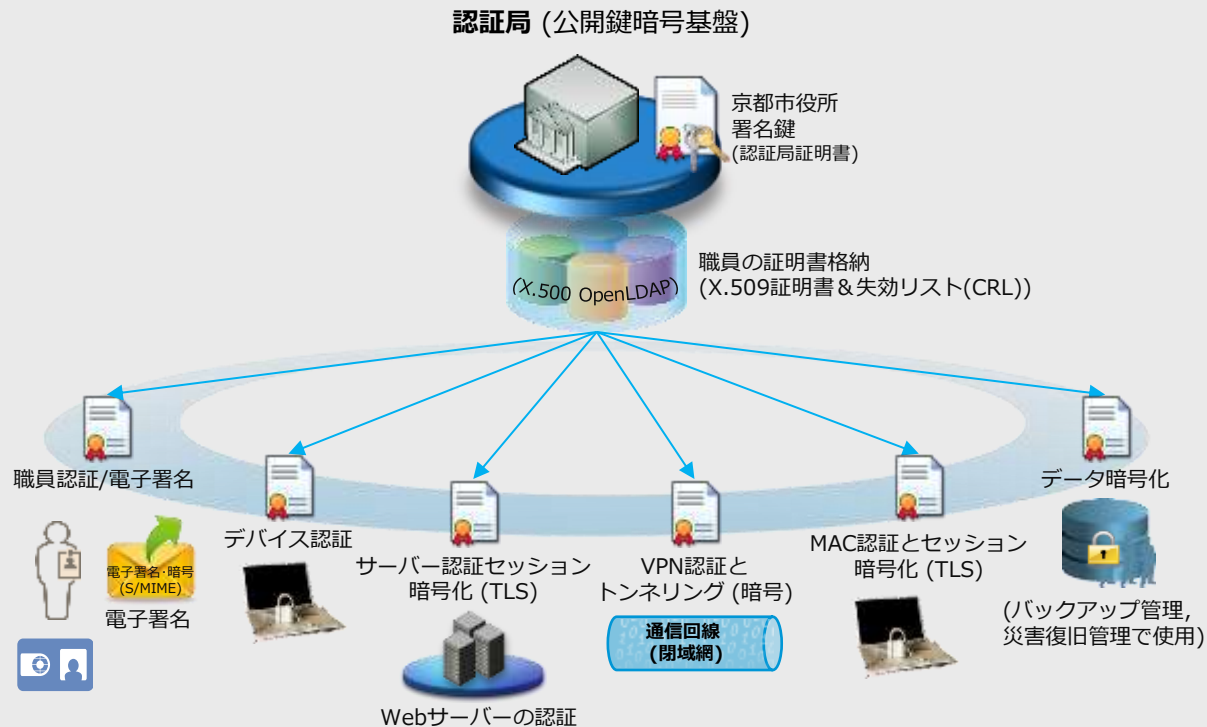 認証局 (公開鍵暗号基盤)
京都市役所
署名鍵
(認証局証明書)
職員の証明書格納
(X.509証明書＆失効リスト(CRL))
(X.500 OpenLDAP)
職員認証/電子署名
電子署名･暗号
(S/MIME)
電子署名
デバイス認証
サーバー認証セッション
暗号化 (TLS)
Webサーバーの認証
VPN認証と
トンネリング (暗号)
通信回線
(閉域網)
MAC認証とセッション
暗号化 (TLS)
データ暗号化
(バックアップ管理,
災害復旧管理で使用)